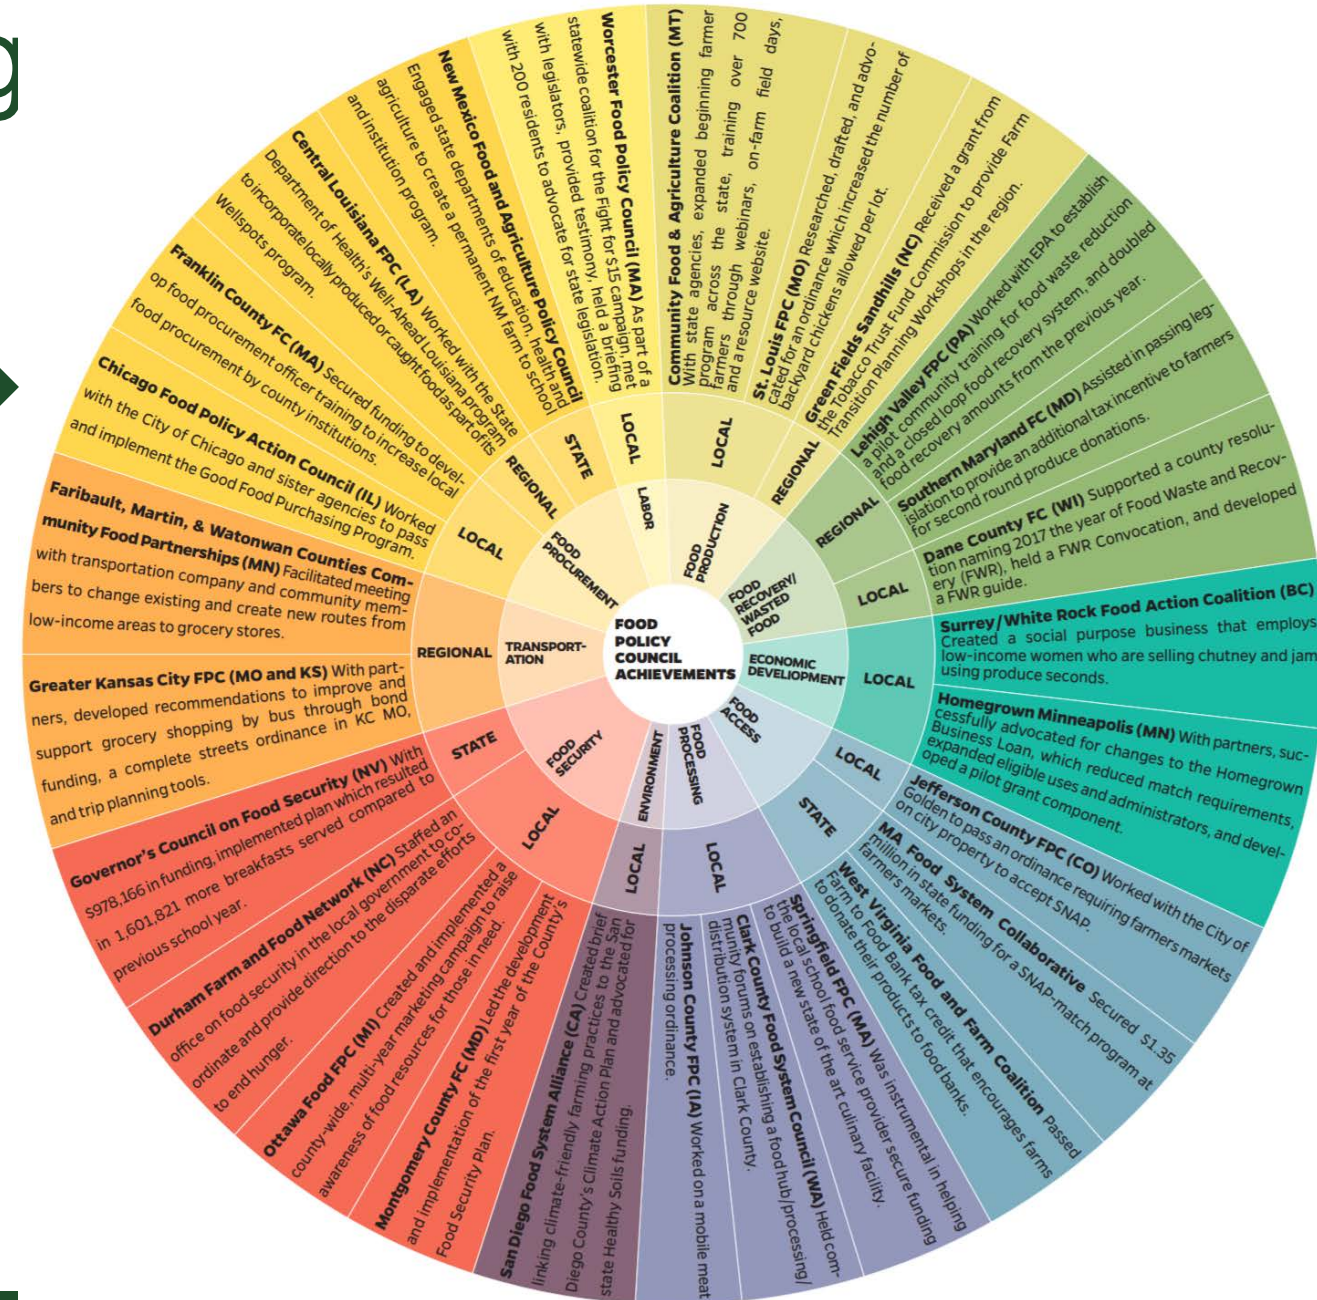 g
FOOD
POLICY
COUNCIL
ACHIEVEMENTS
FOOD
PRODUCTION
LOCAL
Community Food & Agriculture Coalition (MT)
With state agencies, expanded beginning farmer
program across the state, training over 700
farmers through webinars, on-farm field days,
and a resource website.
St. Louis FPC (MO) Researched, drafted, and advo-
cated for an ordinance which increased the number of
backyard chickens allowed per lot.
REGIONAL
Green Fields Sandhills (NC) Received a grant from
the Tobacco Trust Fund Commission to provide Farm
Transition Planning Workshops in the region.
FOOD
RECOVERY/
WASTED
FOOD
REGIONAL
Lehigh Valley FPC (PA) Worked with EPA to establish
a pilot community training for food waste reduction
and a closed loop food recovery system, and doubled
food recovery amounts from the previous year.
Southern Maryland FC (MD) Assisted in passing leg-
islation to provide an additional tax incentive to farmers
for second round produce donations.
LOCAL
Dane County FC (WI) Supported a county resolu-
tion naming 2017 the year of Food Waste and Recov-
ery (FWR), held a FWR Convocation, and developed
a FWR guide.
ECONOMIC
DEVELIOPMENT
LOCAL
Surrey/White Rock Food Action Coalition (BC)
Created a social purpose business that employs
low-income women who are selling chutney and jam
using produce seconds.
Homegrown Minneapolis (MN) With partners, suc-
cessfully advocated for changes to the Homegrown
Business Loan, which reduced match requirements,
expanded eligible uses and administrators, and devel-
oped a pilot grant component.
FOOD
ACCESS
LOCAL
Jefferson County FPC (CO) Worked with the City of
Golden to pass an ordinance requiring farmers markets
on city property to accept SNAP.
STATE
MA Food System Collaborative Secured $1.35
million in state funding for a SNAP-match program at
farmers markets.
West Virginia Food and Farm Coalition Passed
Farm to Food Bank tax credit that encourages farms
to donate their products to food banks.
FOOD
PROCESSING
LOCAL
Springfield FPC (MA) Was instrumental in helping
the local school food service provider secure funding
to build a new state of the art culinary facility.
Clark County Food System Council (WA) Held com-
munity forums on establishing a food hub/processing/
distribution system in Clark County.
Johnson County FPC (IA) Worked on a mobile meat
processing ordinance.
ENVIRONMENT
LOCAL
San Diego Food System Alliance (CA) Created brief
linking climate-friendly farming practices to the San
Diego County's Climate Action Plan and advocated for
state Healthy Soils funding.
FOOD
SECURITY
LOCAL
Montgomery County FC (MD) Led the development
and implementation of the first year of the County's
Food Security Plan.
Ottawa Food FPC (MI) Created and implemented a
county-wide, multi-year marketing campaign to raise
awareness of food resources for those in need.
Durham Farm and Food Network (NC) Staffed an
office on food security in the local government to co-
ordinate and provide direction to the disparate efforts
to end hunger.
STATE
Governor's Council on Food Security (NV) With
$978,166 in funding, implemented plan which resulted
in 1,601,821 more breakfasts served compared to
previous school year.
TRANSPORT-
ATION
REGIONAL
Greater Kansas City FPC (MO and KS) With part-
ners, developed recommendations to improve and
support grocery shopping by bus through bond
funding, a complete streets ordinance in KC MO,
and trip planning tools.
Faribault, Martin, & Watonwan Counties Com-
munity Food Partnerships (MN) Facilitated meeting
with transportation company and community mem-
bers to change existing and create new routes from
low-income areas to grocery stores.
FOOD
PROCUREMENT
LOCAL
Chicago Food Policy Action Council (IL) Worked
with the City of Chicago and sister agencies to pass
and implement the Good Food Purchasing Program.
Franklin County FC (MA) Secured funding to devel-
op food procurement officer training to increase local
food procurement by county institutions.
REGIONAL
Central Louisiana FPC (LA) Worked with the State
Department of Health's Well-Ahead Louisiana program
to incorporate locally produced or caught food as part of its
Wellspots program.
STATE
New Mexico Food and Agriculture Policy Council
Engaged state departments of education, health and
agriculture to create a permanent NM farm to school
and institution program.
LABOR
LOCAL
Worcester Food Policy Council (MA) As part of a
statewide coalition for the Fight for $15 campaign, met
with legislators, provided testimony, held a briefing
with 200 residents to advocate for state legislation.